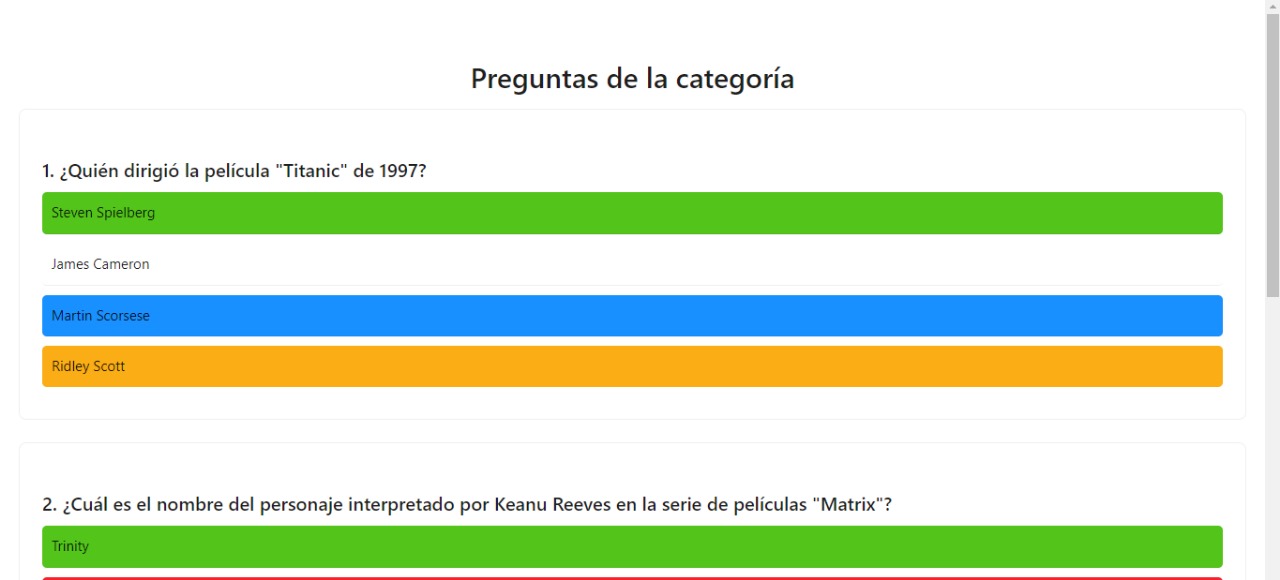 Preguntas de la categoría
1. ¿Quién dirigió la película "Titanic" de 1997?
Steven Spielberg
James Cameron
Martin Scorsese
Ridley Scott
2. ¿Cuál es el nombre del personaje interpretado por Keanu Reeves en la serie de películas "Matrix"?
Trinity